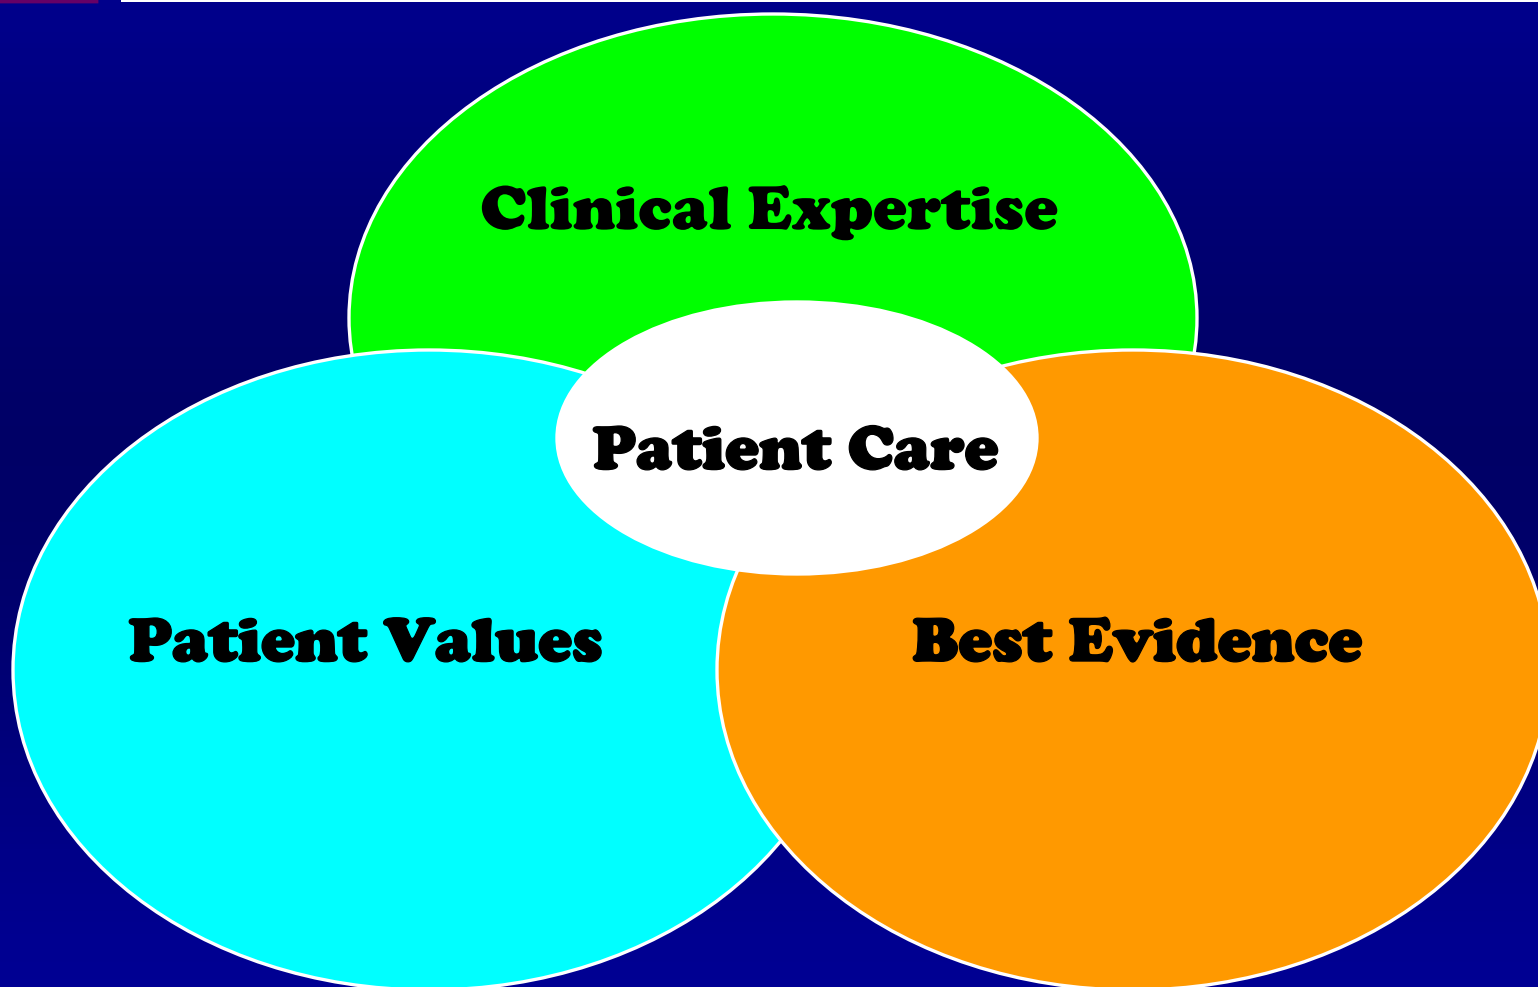 Clinical Expertise
Patient Care
Patient Values
Best Evidence